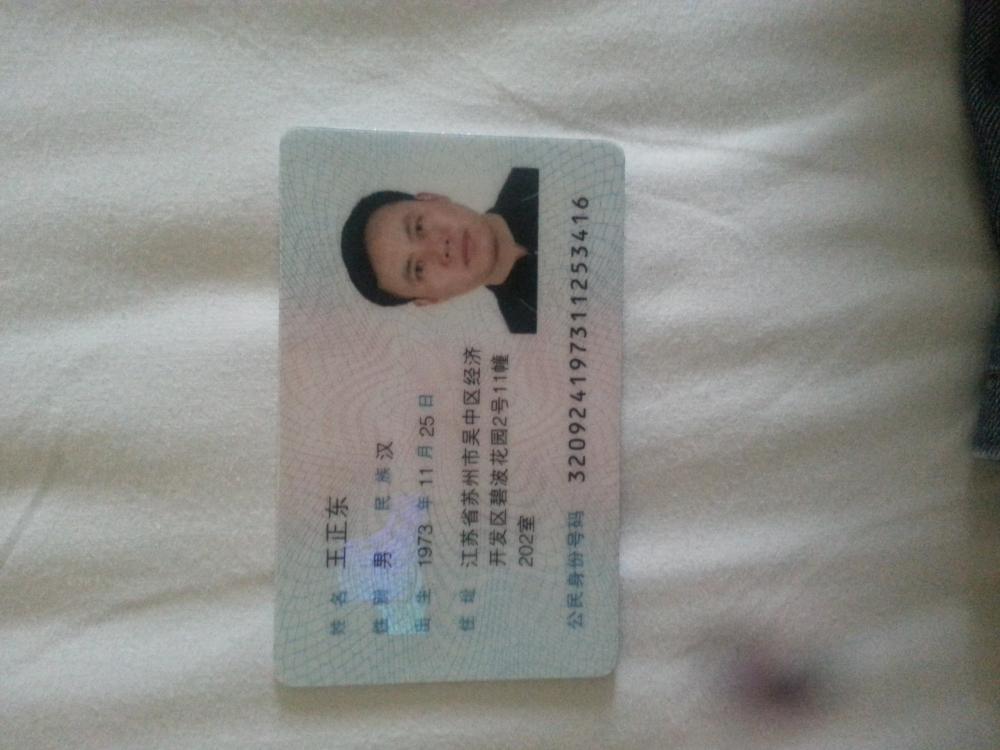 姓名 王正东
性别 男 民族 汉
出生 1973 年 11 月 25 日
住址 江苏省苏州市吴中区经济
开发区碧波花园2号11幢
202室
公民身份号码 320924197311253416